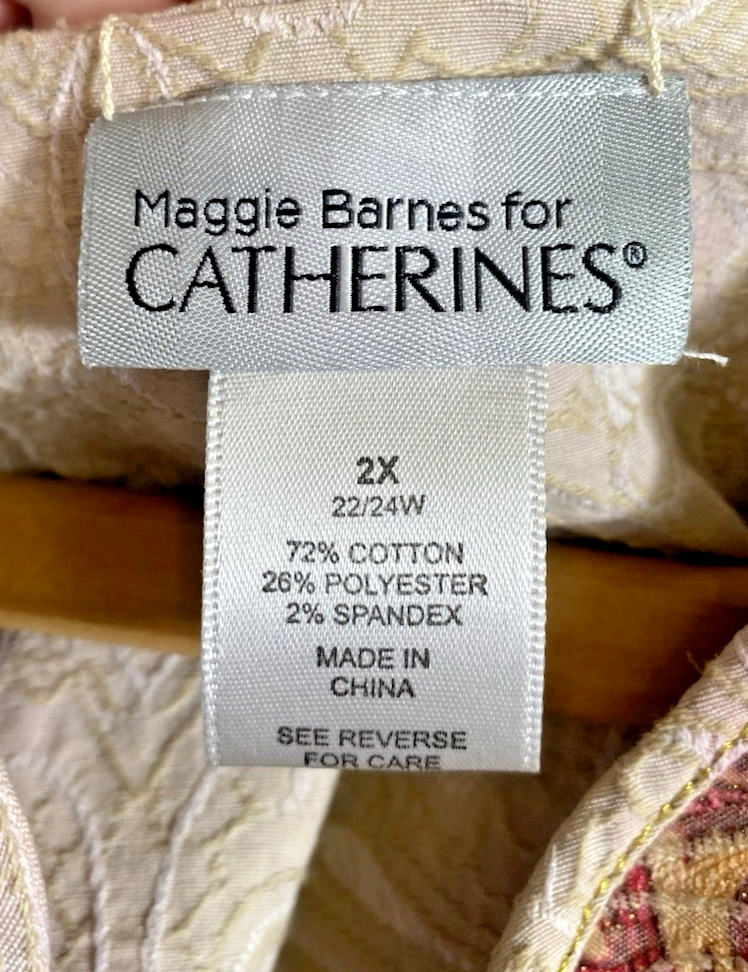 Maggie Barnes for
CATHERINES®
2X
22/24W
72% COTTON
26% POLYESTER
2% SPANDEX
MADE IN
CHINA
SEE REVERSE
FOR CARE